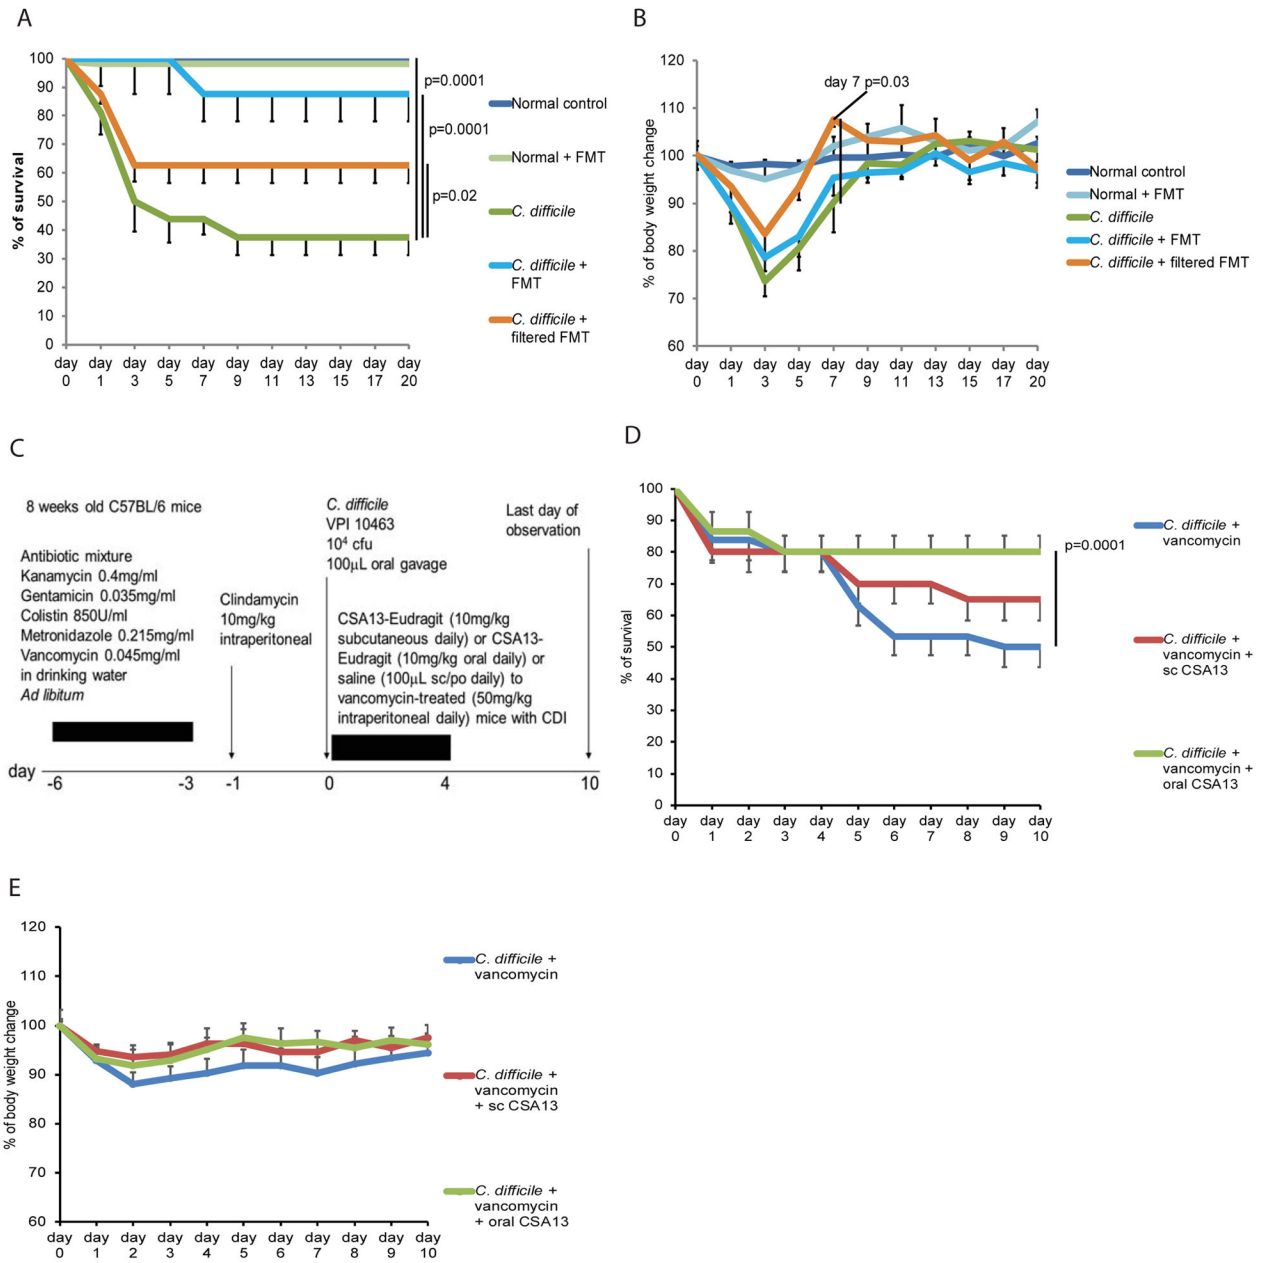 A
100
90
80
70
60
50
40
30
20
10
0
% of survival
day day day day day day day day day day day
0 1 3 5 7 9 11 13 15 17 20
p=0.0001
p=0.0001
p=0.02
Normal control
Normal + FMT
C. difficile
C. difficile +
FMT
C. difficile +
filtered FMT
B
120
110
100
90
80
70
60
% of body weight change
day 7 p=0.03
day day day day day day day day day day day
0 1 3 5 7 9 11 13 15 17 20
Normal control
Normal + FMT
C. difficile
C. difficile + FMT
C. difficile + filtered FMT
C
8 weeks old C57BL/6 mice
Antibiotic mixture
Kanamycin 0.4mg/ml
Gentamicin 0.035mg/ml
Colistin 850U/ml
Metronidazole 0.215mg/ml
Vancomycin 0.045mg/ml
in drinking water
Ad libitum
Clindamycin
10mg/kg
intraperitoneal
C. difficile
VPI 10463
10⁴ cfu
100μL oral gavage
CSA13-Eudragit (10mg/kg
subcutaneous daily) or CSA13-
Eudragit (10mg/kg oral daily) or
saline (100μL sc/po daily) to
vancomycin-treated (50mg/kg
intraperitoneal daily) mice with CDI
Last day of
observation
day
-6 -3 -1 0 4 10
D
100
90
80
70
60
50
40
30
20
10
0
% of survival
day day day day day day day day day day day
0 1 2 3 4 5 6 7 8 9 10
p=0.0001
C. difficile +
vancomycin
C. difficile +
vancomycin +
sc CSA13
C. difficile +
vancomycin +
oral CSA13
E
120
110
100
90
80
70
60
% of body weight change
day day day day day day day day day day day
0 1 2 3 4 5 6 7 8 9 10
C. difficile +
vancomycin
C. difficile +
vancomycin
+ sc CSA13
C. difficile +
vancomycin
+ oral CSA13